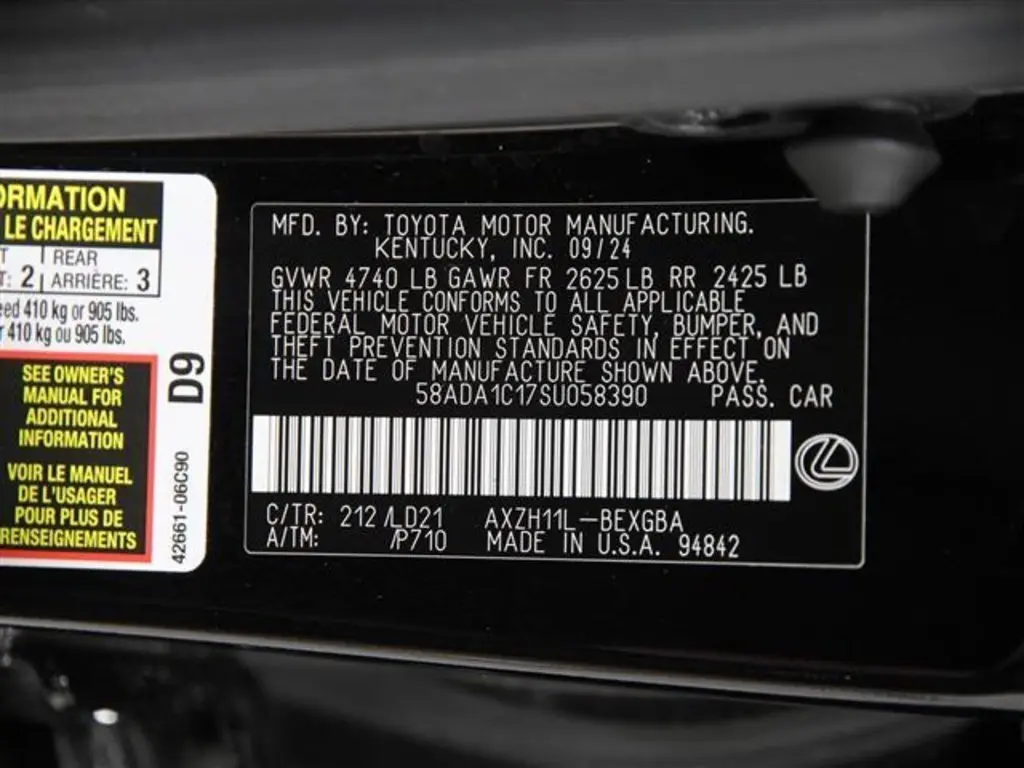 ORMATION
LE CHARGEMENT
REAR
: 2 ARRIÈRE: 3
eed 410 kg or 905 lbs.
r 410 kg ou 905 lbs.
SEE OWNER'S
MANUAL FOR
ADDITIONAL
INFORMATION
VOIR LE MANUEL
DE L'USAGER
POUR PLUS DE
RENSEIGNEMENTS
D9
42661-06C90
MFD. BY: TOYOTA MOTOR MANUFACTURING.
KENTUCKY, INC. 09/24
GVWR 4740 LB GAWR FR 2625 LB RR 2425 LB
THIS VEHICLE CONFORMS TO ALL APPLICABLE
FEDERAL MOTOR VEHICLE SAFETY, BUMPER, AND
THEFT PREVENTION STANDARDS IN EFFECT ON
THE DATE OF MANUFACTURE SHOWN ABOVE.
58ADA1C17SU058390 PASS. CAR
C/TR: 212 /LD21 AXZH11L-BEXGBA
A/TM: /P710 MADE IN U.S.A. 94842